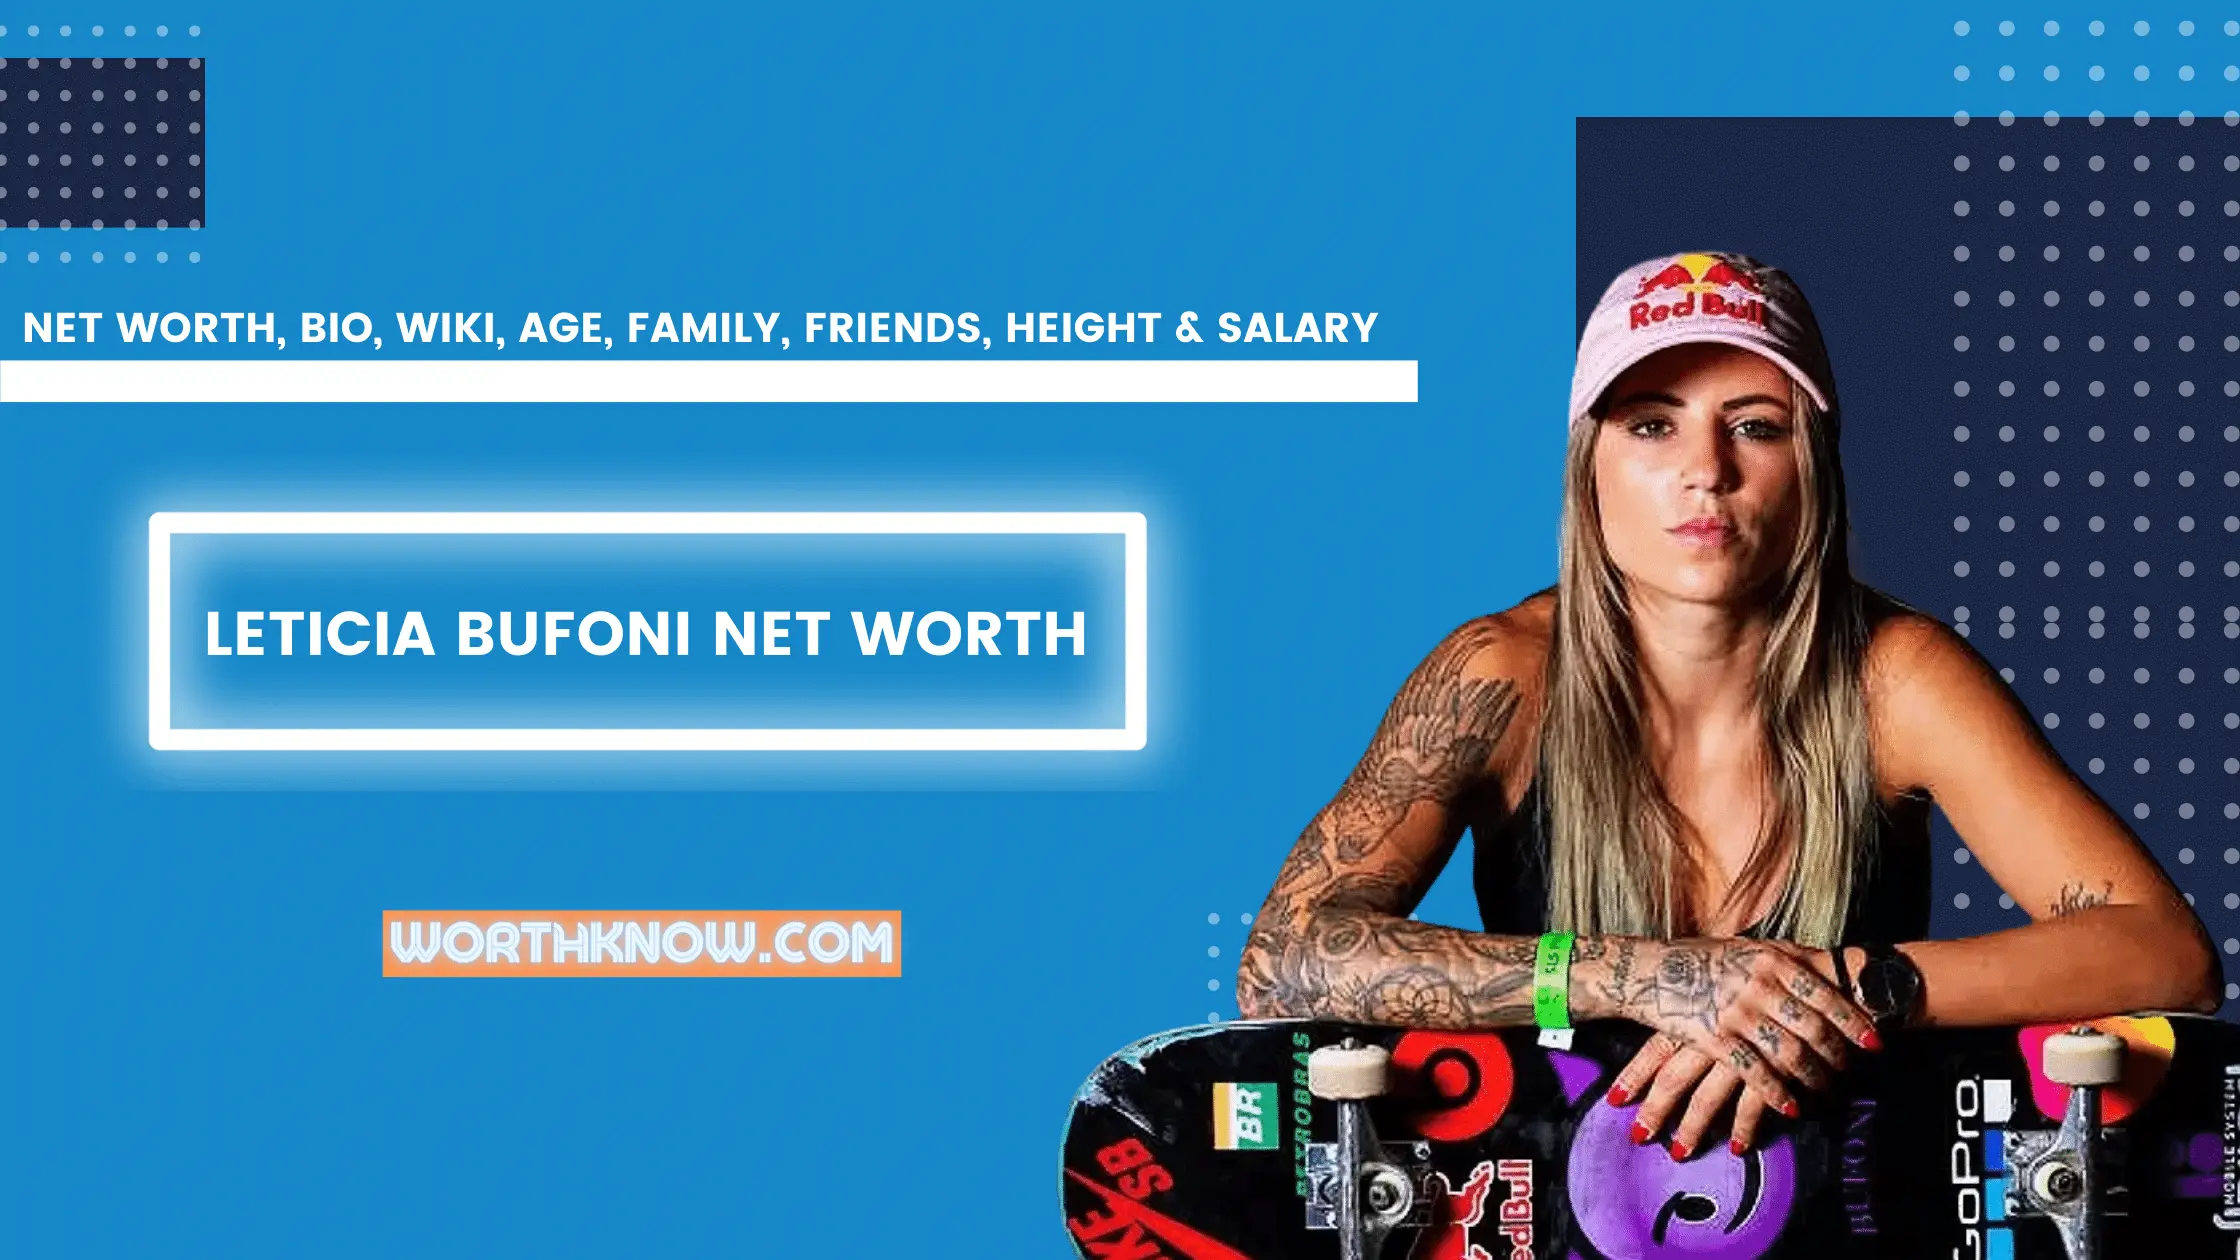 NET WORTH, BIO, WIKI, AGE, FAMILY, FRIENDS, HEIGHT & SALARY
LETICIA BUFONI NET WORTH
WORTHKNOW.COM
Red Bull
BR
PETROBRAS
SB
RedBull
BUFONI
GoPro
MOBILE SYSTEM